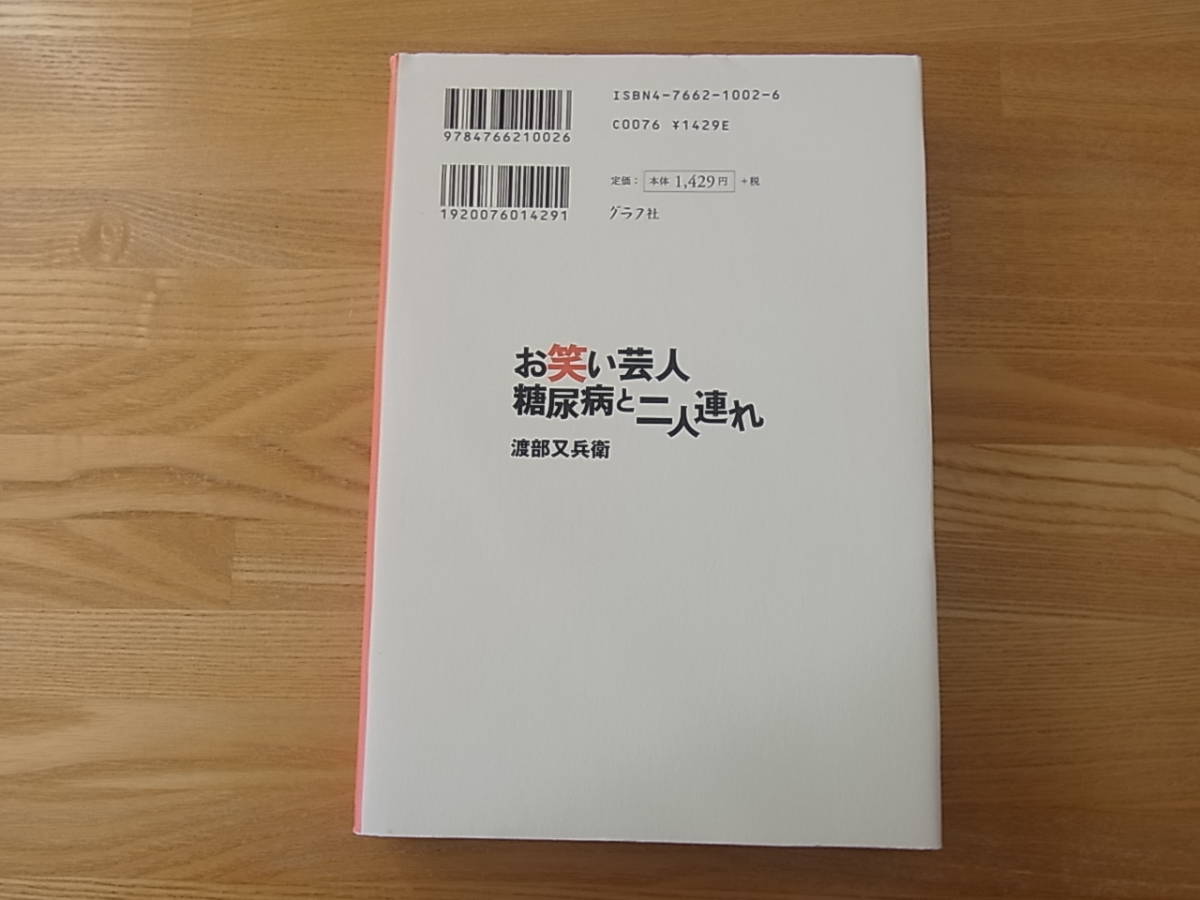 ISBN4-7662-1002-6
9784766210026
C0076 ¥1429E
定価： 本体 1,429円 +税
1920076014291
グラフ社
お笑い芸人
糖尿病と二人連れ
渡部又兵衛